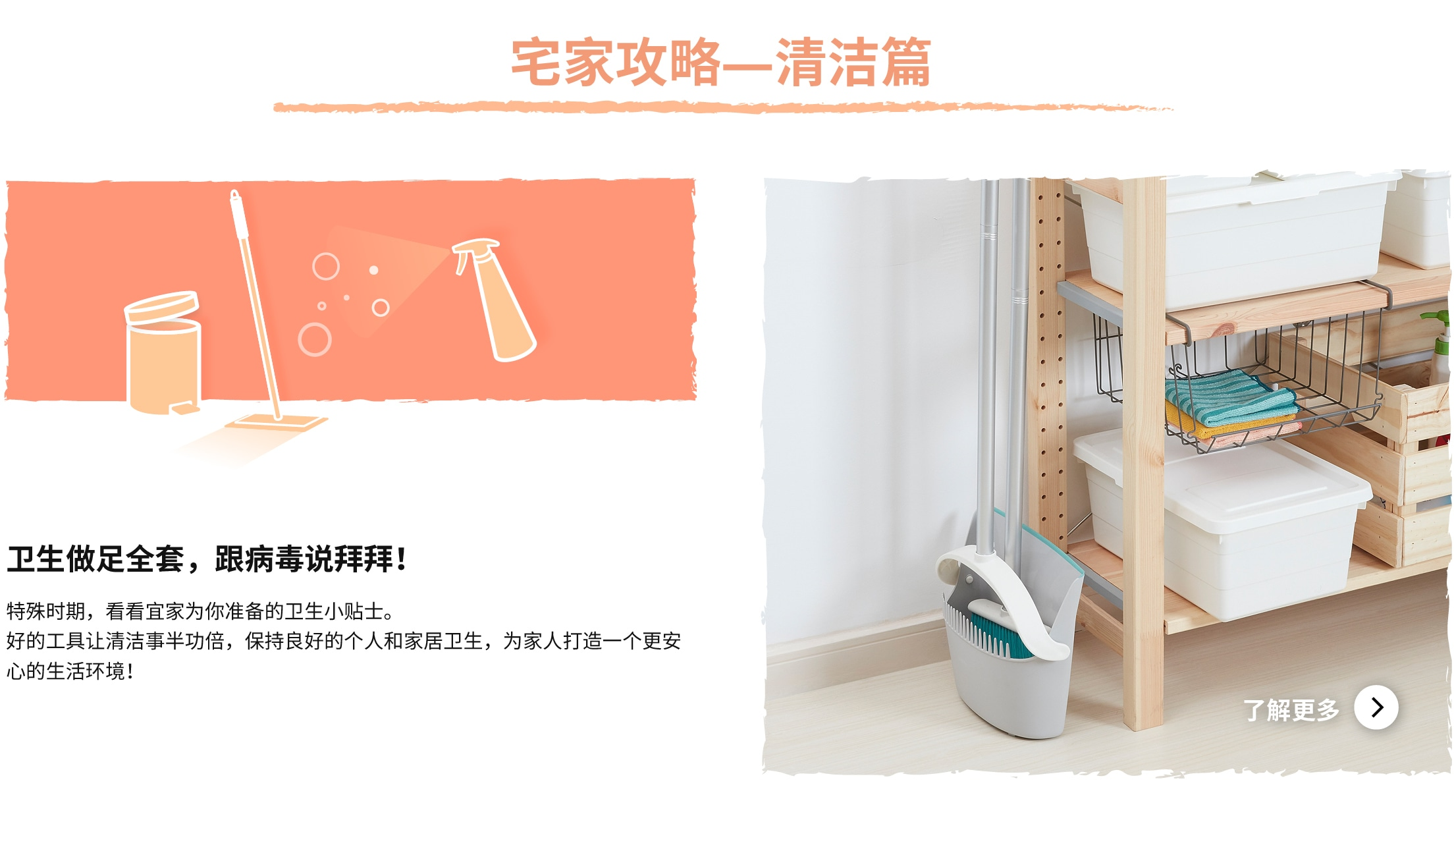 宅家攻略—清洁篇
卫生做足全套，跟病毒说拜拜！
特殊时期，看看宜家为你准备的卫生小贴士。
好的工具让清洁事半功倍，保持良好的个人和家居卫生，为家人打造一个更安
心的生活环境！
了解更多